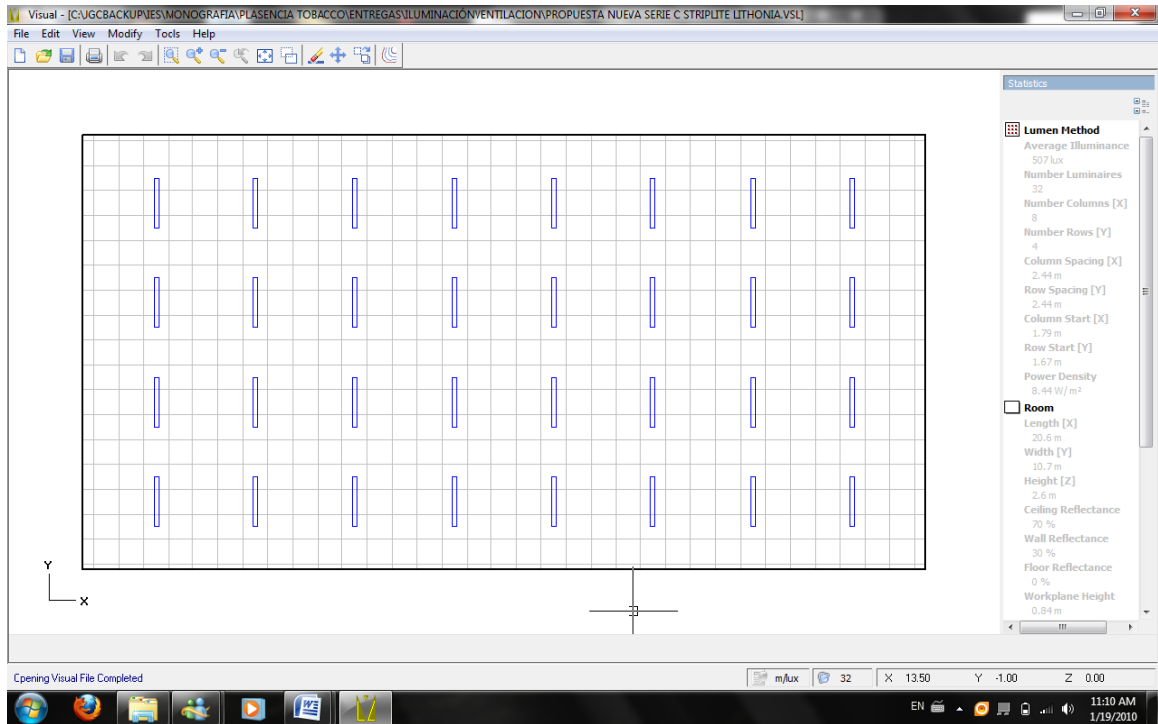 Visual - [C:\JGCBACKUP\IES\MONOGRAFIA\PLASENCIA TOBACCO\ENTREGAS\ILUMINACIÓNVENTILACION\PROPUESTA NUEVA SERIE C STRIPLITE LITHONIA.VSL]
File Edit View Modify Tools Help
Statistics
Lumen Method
Average Illuminance
507 lux
Number Luminaires
32
Number Columns [X]
8
Number Rows [Y]
4
Column Spacing [X]
2.44 m
Row Spacing [Y]
2.44 m
Column Start [X]
1.79 m
Row Start [Y]
1.67 m
Power Density
8.44 W/m²
Room
Length [X]
20.6 m
Width [Y]
10.7 m
Height [Z]
2.6 m
Ceiling Reflectance
70 %
Wall Reflectance
30 %
Floor Reflectance
0 %
Workplane Height
0.84 m
Y
X
Opening Visual File Completed
m/lux 32 X 13.50 Y -1.00 Z 0.00
EN 11:10 AM
1/19/2010